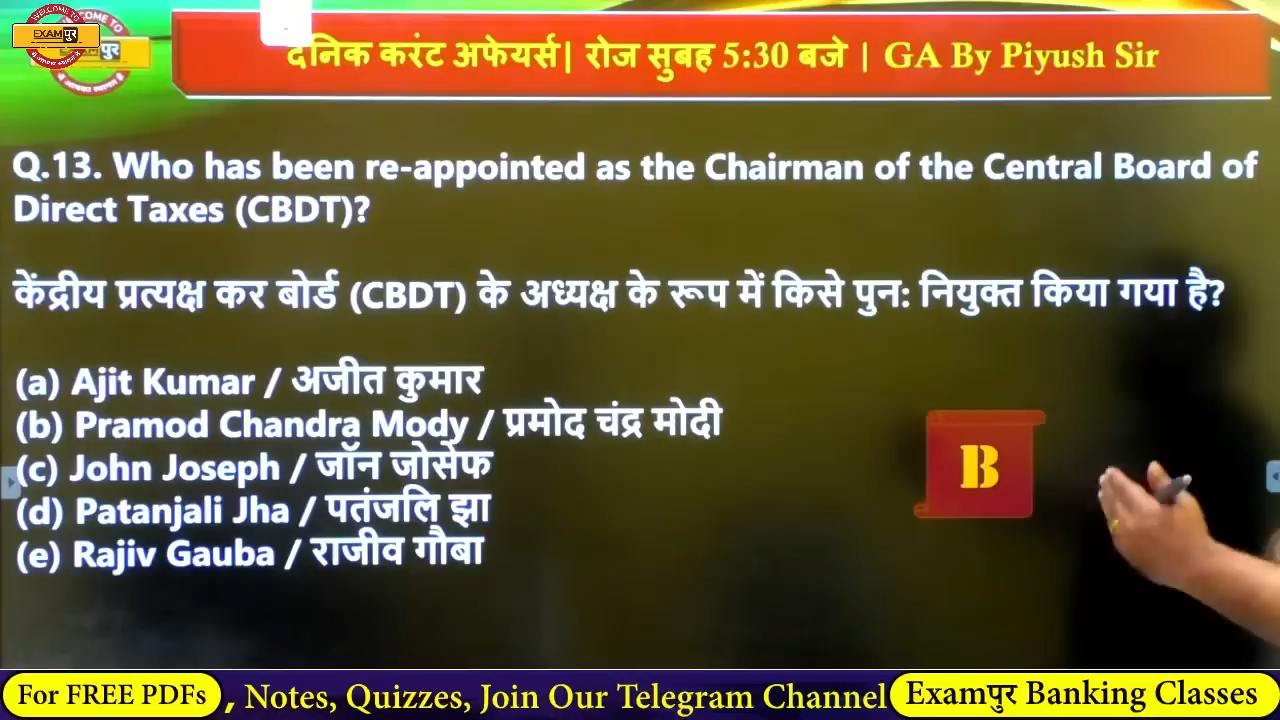 WELCOME TO
EXAMपुर
दैनिक करंट अफेयर्स| रोज सुबह 5:30 बजे | GA By Piyush Sir
Q.13. Who has been re-appointed as the Chairman of the Central Board of
Direct Taxes (CBDT)?
केंद्रीय प्रत्यक्ष कर बोर्ड (CBDT) के अध्यक्ष के रूप में किसे पुन: नियुक्त किया गया है?
(a) Ajit Kumar / अजीत कुमार
(b) Pramod Chandra Mody / प्रमोद चंद्र मोदी
(c) John Joseph / जॉन जोसेफ
(d) Patanjali Jha / पतंजलि झा
(e) Rajiv Gauba / राजीव गौबा
B
For FREE PDFs , Notes, Quizzes, Join Our Telegram Channel Examपुर Banking Classes